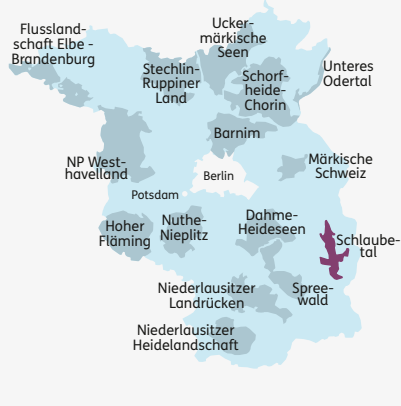 Flussland-
schaft Elbe -
Brandenburg
Ucker-
märkische
Seen
Stechlin-
Ruppiner
Land
Schorf-
heide-
Chorin
Unteres
Odertal
Barnim
NP West-
havelland
Berlin
Märkische
Schweiz
Potsdam
Hoher
Fläming
Nuthe-
Nieplitz
Dahme-
Heideseen
Schlaube-
tal
Niederlausitzer
Landrücken
Spree-
wald
Niederlausitzer
Heidelandschaft